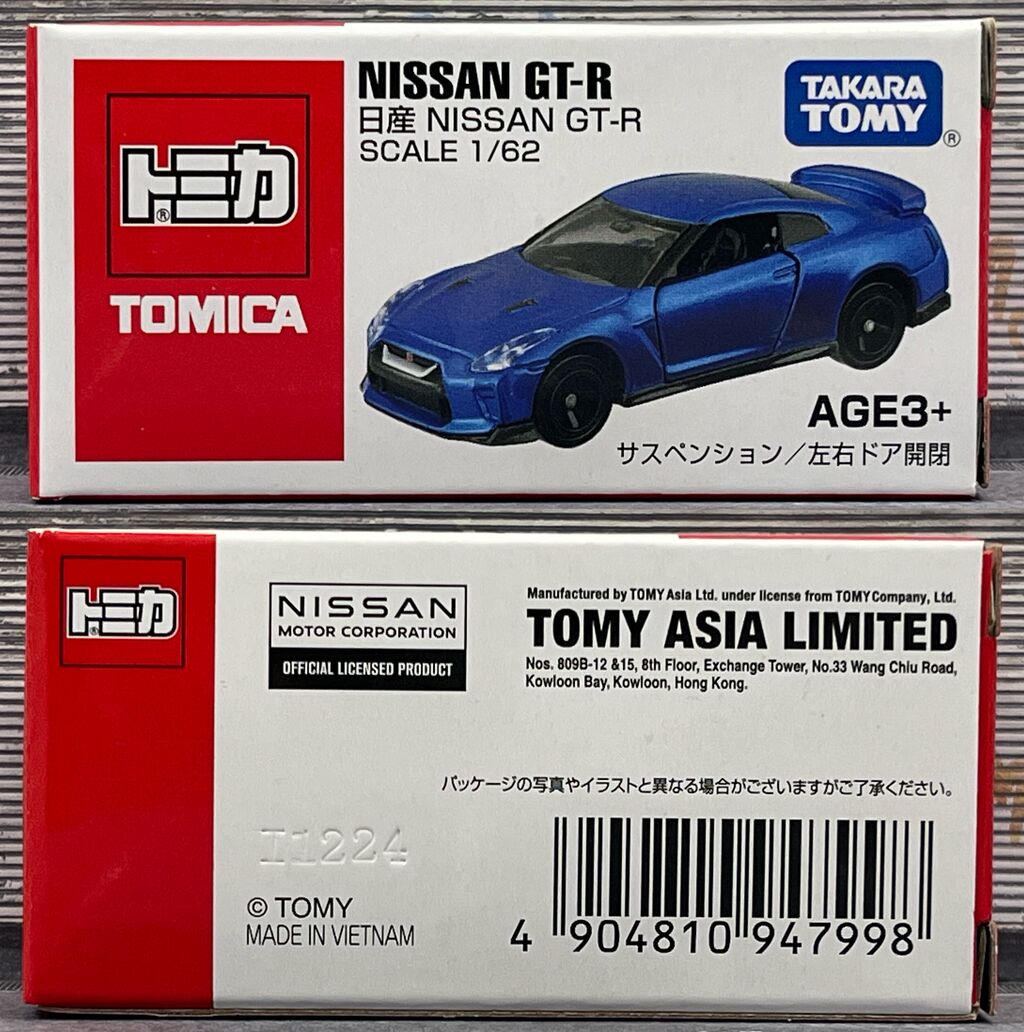 NISSAN GT-R
日産 NISSAN GT-R
SCALE 1/62
TAKARA
TOMY
®
トミカ
®
TOMICA
AGE3+
サスペンション／左右ドア開閉
トミカ
®
NISSAN
MOTOR CORPORATION
OFFICIAL LICENSED PRODUCT
Manufactured by TOMY Asia Ltd. under license from TOMY Company, Ltd.
TOMY ASIA LIMITED
Nos. 809B-12 &15, 8th Floor, Exchange Tower, No.33 Wang Chiu Road,
Kowloon Bay, Kowloon, Hong Kong.
パッケージの写真やイラストと異なる場合がございますがご了承ください。
I1224
© TOMY
MADE IN VIETNAM
4 904810 947998